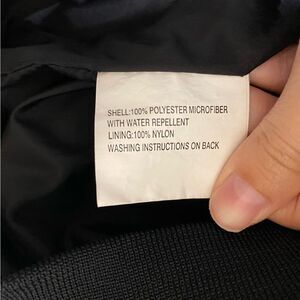 SHELL:100% POLYESTER MICROFIBER
WITH WATER REPELLENT
LINING:100% NYLON
WASHING INSTRUCTIONS ON BACK